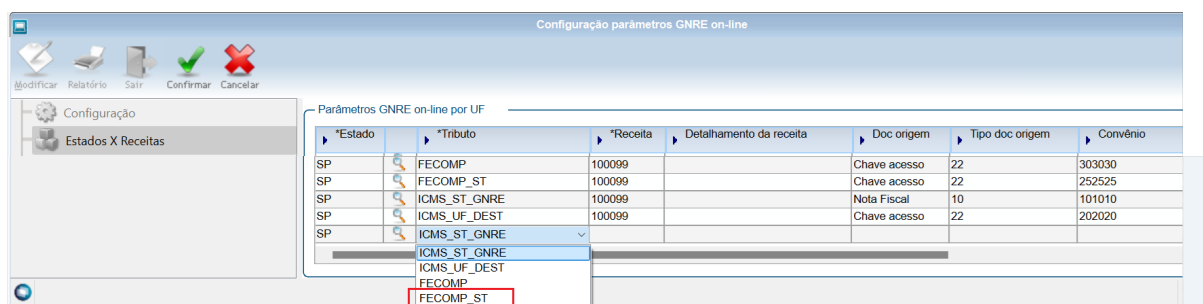 Configuração parâmetros GNRE on-line
Modificar Relatório Sair Confirmar Cancelar
Configuração
Estados X Receitas
Parâmetros GNRE on-line por UF
*Estado *Tributo *Receita Detalhamento da receita Doc origem Tipo doc origem Convênio
SP FECOMP 100099 Chave acesso 22 303030
SP FECOMP_ST 100099 Chave acesso 22 252525
SP ICMS_ST_GNRE 100099 Nota Fiscal 10 101010
SP ICMS_UF_DEST 100099 Chave acesso 22 202020
SP ICMS_ST_GNRE
ICMS_ST_GNRE
ICMS_UF_DEST
FECOMP
FECOMP_ST